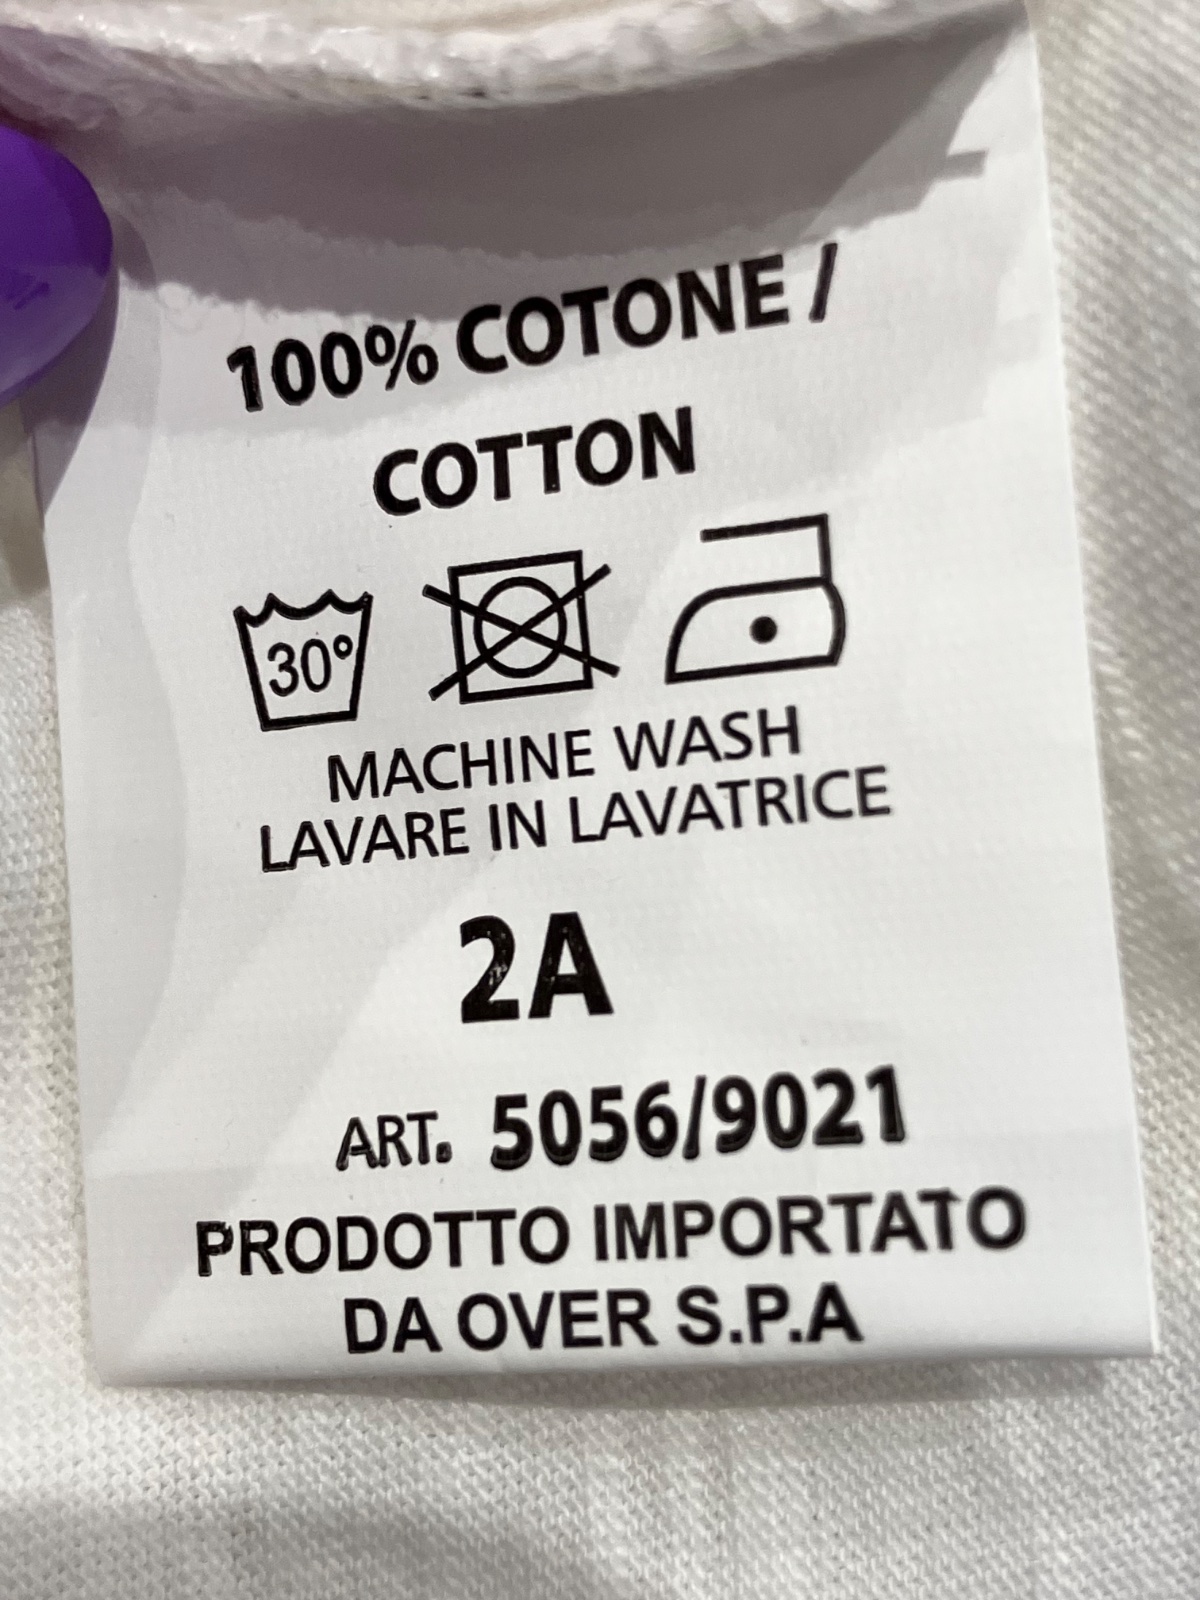 100% COTONE /
COTTON
30°
MACHINE WASH
LAVARE IN LAVATRICE
2A
ART. 5056/9021
PRODOTTO IMPORTATO
DA OVER S.P.A